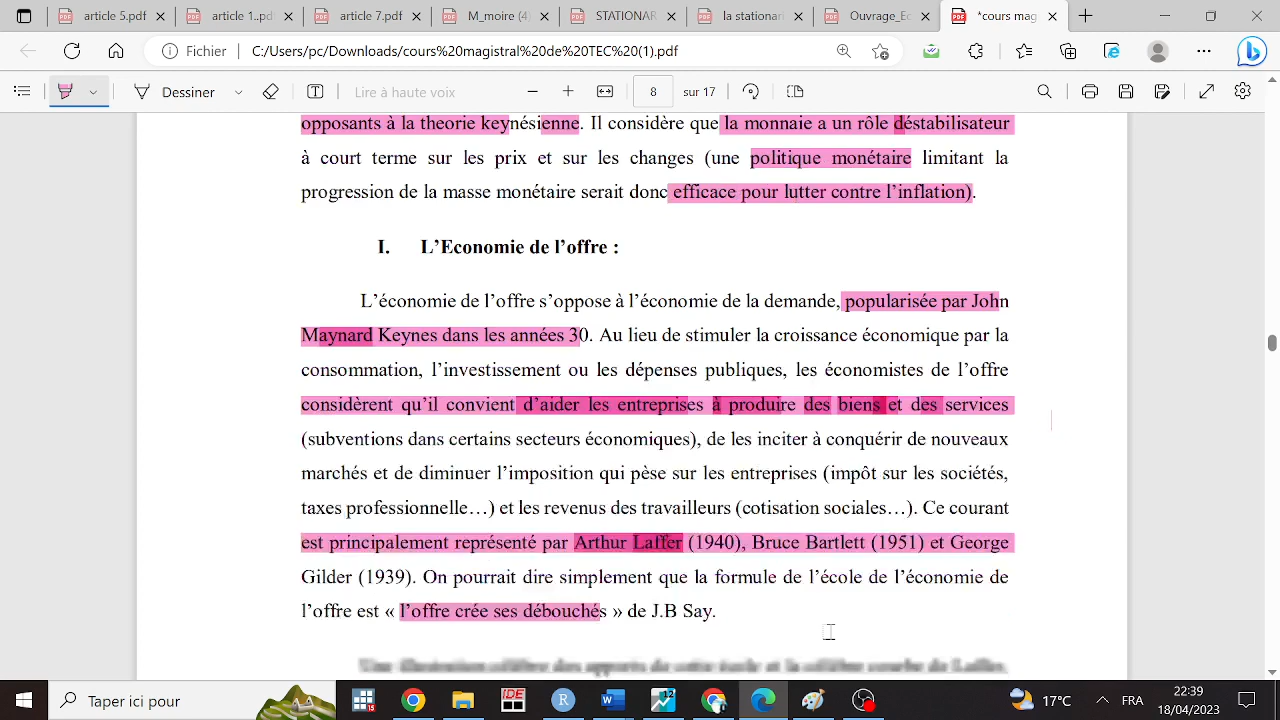 article 5.pdf
article 1.pd
article 7.pdf
M_moire (4)
STATIONAR
la stationar
Ouvrage_Ec
*cours mag
Fichier
C:/Users/pc/Downloads/cours%20magistral%20de%20TEC%20(1).pdf
Dessiner
Lire à haute voix
8
sur 17
opposants à la theorie keynésienne. Il considère que la monnaie a un rôle déstabilisateur
à court terme sur les prix et sur les changes (une politique monétaire limitant la
progression de la masse monétaire serait donc efficace pour lutter contre l’inflation).
I. L’Economie de l’offre :
L’économie de l’offre s’oppose à l’économie de la demande, popularisée par John
Maynard Keynes dans les années 30. Au lieu de stimuler la croissance économique par la
consommation, l’investissement ou les dépenses publiques, les économistes de l’offre
considèrent qu’il convient d’aider les entreprises à produire des biens et des services
(subventions dans certains secteurs économiques), de les inciter à conquérir de nouveaux
marchés et de diminuer l’imposition qui pèse sur les entreprises (impôt sur les sociétés,
taxes professionnelle…) et les revenus des travailleurs (cotisation sociales…). Ce courant
est principalement représenté par Arthur Laffer (1940), Bruce Bartlett (1951) et George
Gilder (1939). On pourrait dire simplement que la formule de l’école de l’économie de
l’offre est « l’offre crée ses débouchés » de J.B Say.
Taper ici pour
IDE
R
W
12
15
17°C
FRA
22:39
18/04/2023